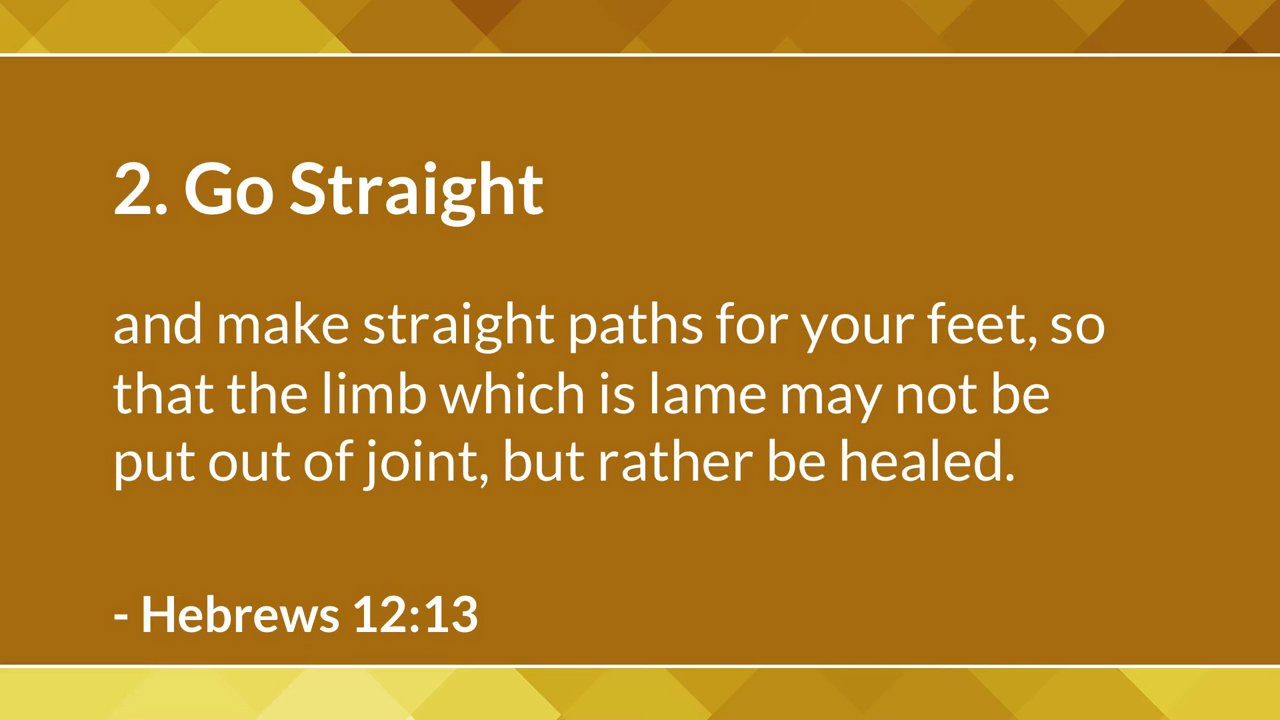 2. Go Straight
and make straight paths for your feet, so
that the limb which is lame may not be
put out of joint, but rather be healed.
- Hebrews 12:13